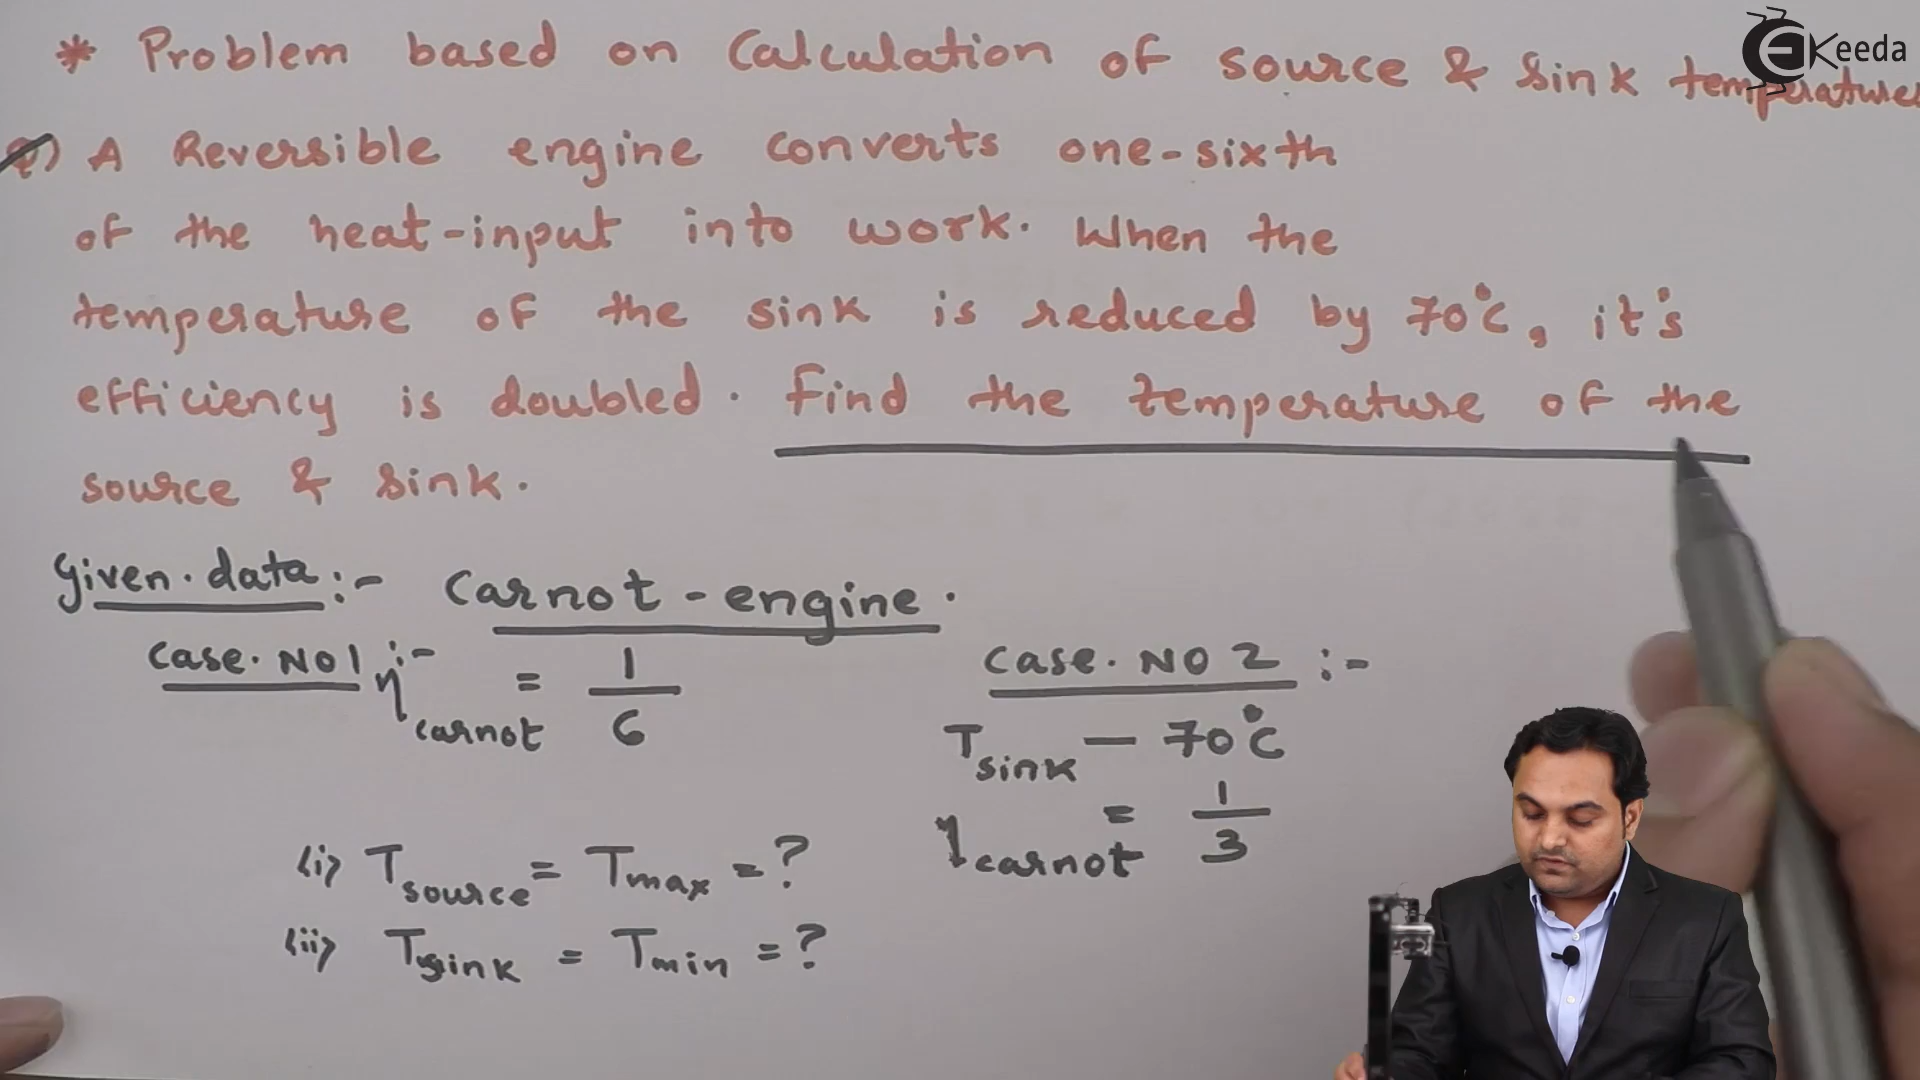 * Problem based on Calculation of source & sink temperatures
EKeeda
Q) A Reversible engine converts one-sixth
of the heat-input into work. When the
temperature of the sink is reduced by 70°C, it's
efficiency is doubled. Find the temperature of the
source & sink.
Given data :- Carnot-engine.
Case. No 1 :- η carnot = 1/6
Case. No 2 :-
T sink - 70°C
η carnot = 1/3
(i) T source = Tmax = ?
(ii) T sink = Tmin = ?